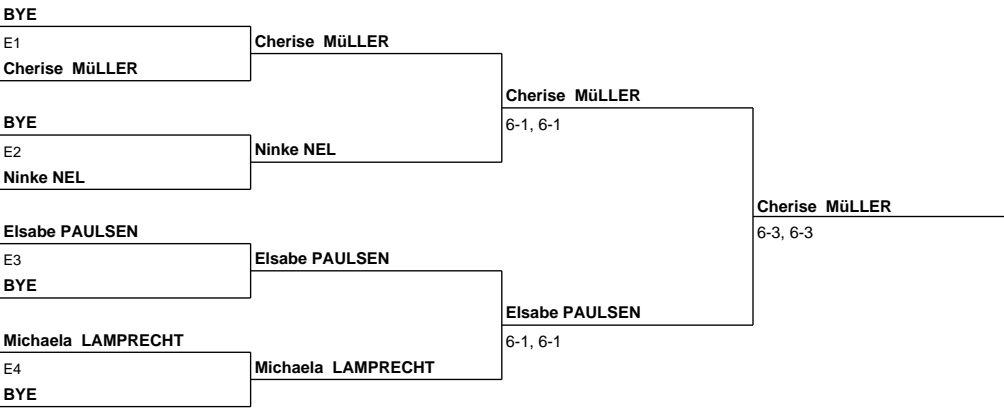 BYE
E1
Cherise MüLLER
Cherise MüLLER
Cherise MüLLER
6-1, 6-1
BYE
E2
Ninke NEL
Ninke NEL
Cherise MüLLER
6-3, 6-3
Elsabe PAULSEN
E3
BYE
Elsabe PAULSEN
Elsabe PAULSEN
6-1, 6-1
Michaela LAMPRECHT
E4
BYE
Michaela LAMPRECHT